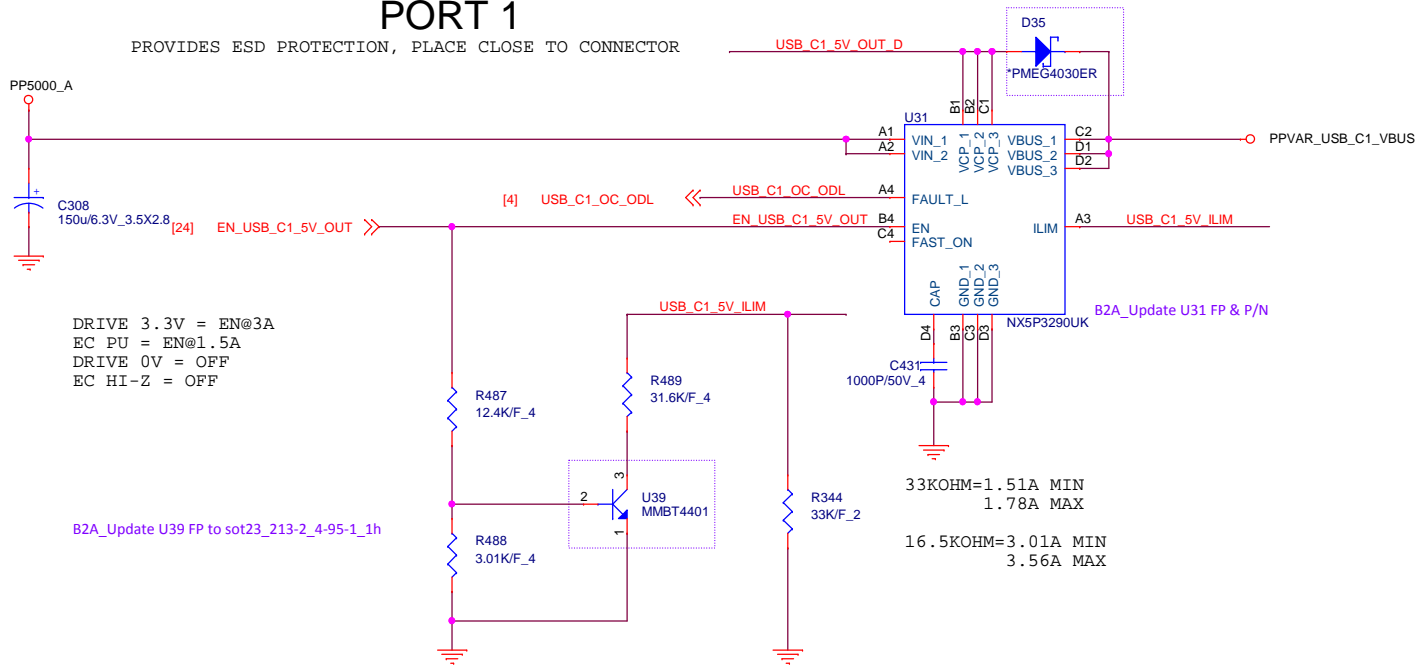 PORT 1
PROVIDES ESD PROTECTION, PLACE CLOSE TO CONNECTOR
USB_C1_5V_OUT_D
D35
*PMEG4030ER
PP5000_A
U31
B1
B2
C1
A1
A2
VIN_1
VIN_2
VCP_1
VCP_2
VCP_3
VBUS_1
VBUS_2
VBUS_3
C2
D1
D2
PPVAR_USB_C1_VBUS
C308
150u/6.3V_3.5X2.8
[4] USB_C1_OC_ODL
USB_C1_OC_ODL
A4
FAULT_L
[24] EN_USB_C1_5V_OUT
EN_USB_C1_5V_OUT
B4
EN
C4
FAST_ON
ILIM
A3
USB_C1_5V_ILIM
CAP
GND_1
GND_2
GND_3
D4
B3
C3
D3
NX5P3290UK
B2A_Update U31 FP & P/N
DRIVE 3.3V = EN@3A
EC PU = EN@1.5A
DRIVE 0V = OFF
EC HI-Z = OFF
USB_C1_5V_ILIM
C431
1000P/50V_4
R487
12.4K/F_4
R489
31.6K/F_4
2
3
1
U39
MMBT4401
R344
33K/F_2
33KOHM=1.51A MIN
1.78A MAX
16.5KOHM=3.01A MIN
3.56A MAX
B2A_Update U39 FP to sot23_213-2_4-95-1_1h
R488
3.01K/F_4